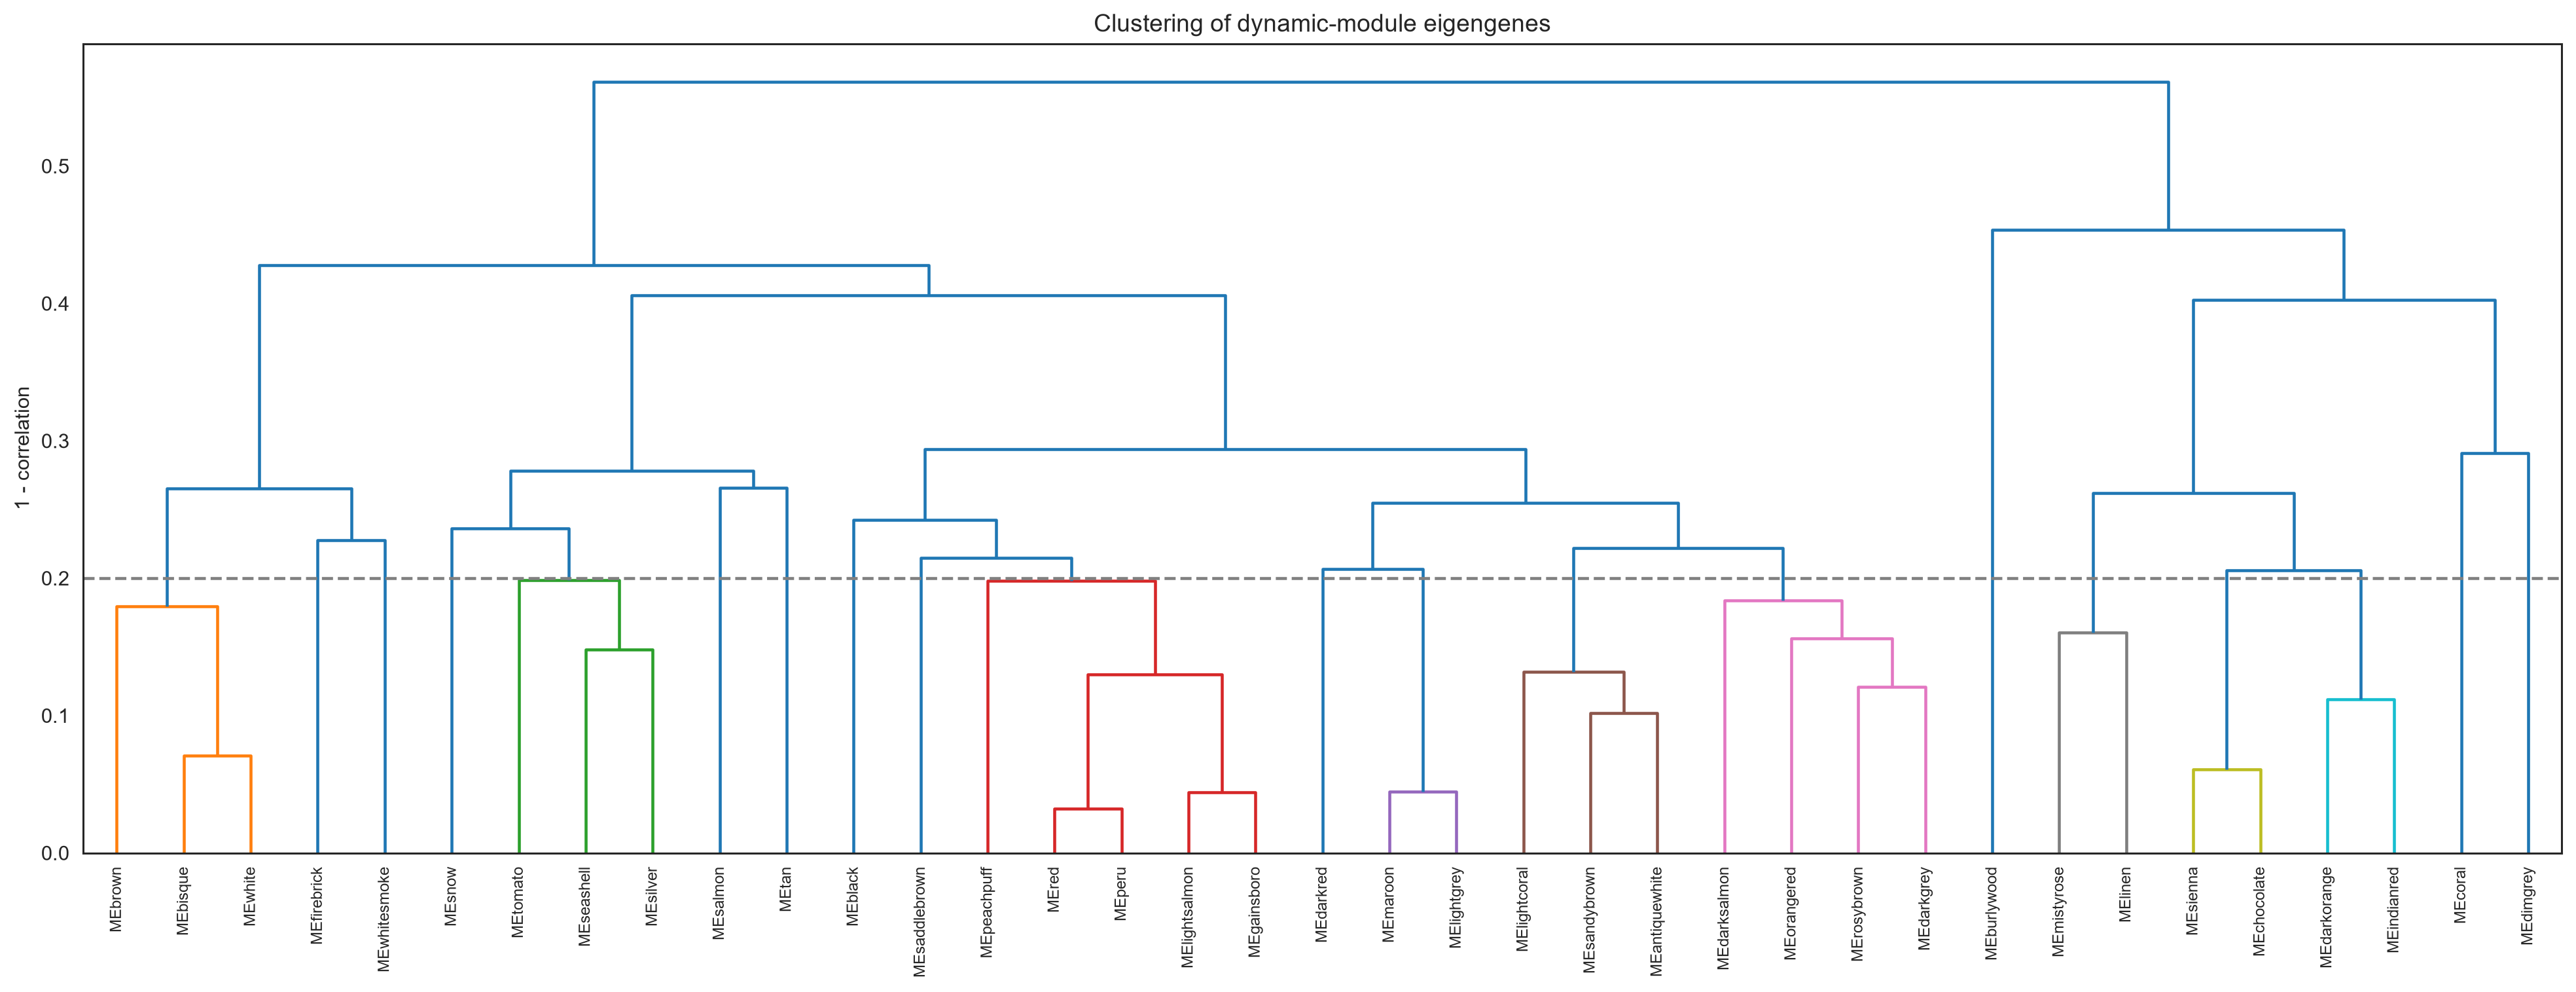 Clustering of dynamic-module eigengenes
1 - correlation
0.5
0.4
0.3
0.2
0.1
0.0
MEbrown
MEbisque
MEwhite
MEfirebrick
MEwhitesmoke
MEsnow
MEtomato
MEseashell
MEsilver
MEsalmon
MEtan
MEblack
MEsaddlebrown
MEpeachpuff
MEred
MEperu
MElightsalmon
MEgainsboro
MEdarkred
MEmaroon
MElightgrey
MElightcoral
MEsandybrown
MEantiquewhite
MEdarksalmon
MEorangered
MErosybrown
MEdarkgrey
MEburlywood
MEmistyrose
MElinen
MEsienna
MEchocolate
MEdarkorange
MEindianred
MEcoral
MEdimgrey